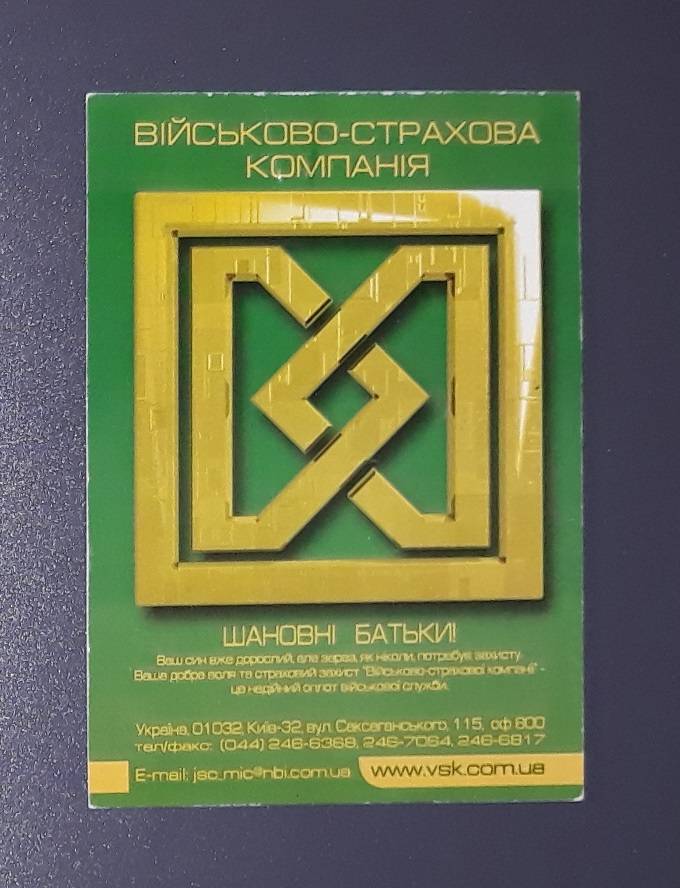 ВІЙСЬКОВО-СТРАХОВА
КОМПАНІЯ
ШАНОВНІ БАТЬКИ!
Ваш син вже дорослий, але зараз, як ніколи, потребує захисту.
Ваша добра воля та страховий захист "Військово-страхової компанії" -
це надійний оплот військової служби.
Україна, 01032, Київ-32, вул. Саксаганського, 115, оф 600
тел/факс: (044) 246-6368, 246-7064, 246-6817
E-mail: jsc_mic@nbi.com.ua
www.vsk.com.ua